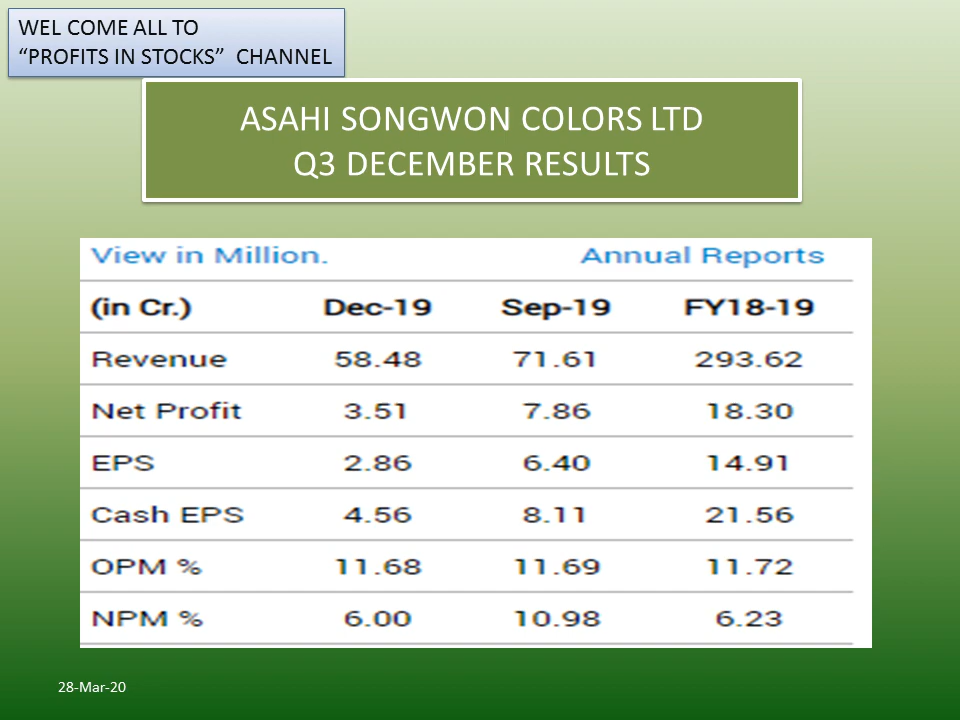 WEL COME ALL TO
“PROFITS IN STOCKS”  CHANNEL
ASAHI SONGWON COLORS LTD
Q3 DECEMBER RESULTS
View in Million. Annual Reports
(in Cr.) Dec-19 Sep-19 FY18-19
Revenue 58.48 71.61 293.62
Net Profit 3.51 7.86 18.30
EPS 2.86 6.40 14.91
Cash EPS 4.56 8.11 21.56
OPM % 11.68 11.69 11.72
NPM % 6.00 10.98 6.23
28-Mar-20